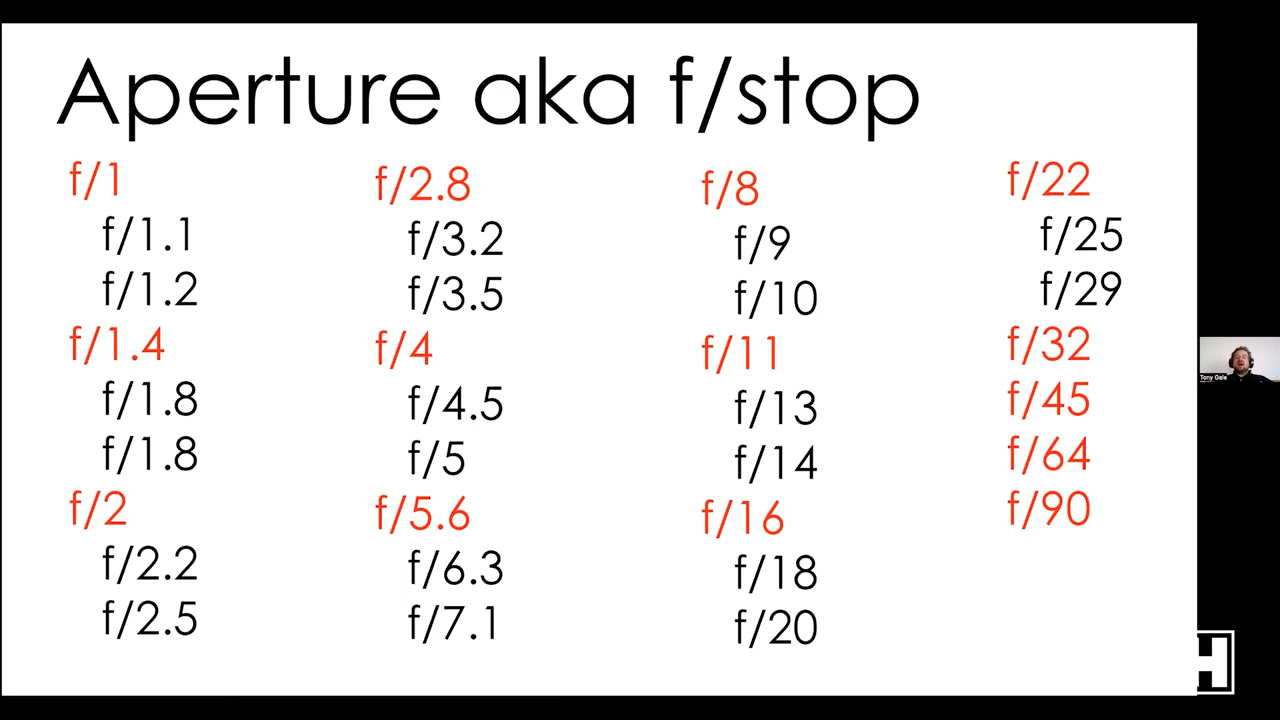 Aperture aka f/stop
f/1
f/1.1
f/1.2
f/1.4
f/1.8
f/1.8
f/2
f/2.2
f/2.5
f/2.8
f/3.2
f/3.5
f/4
f/4.5
f/5
f/5.6
f/6.3
f/7.1
f/8
f/9
f/10
f/11
f/13
f/14
f/16
f/18
f/20
f/22
f/25
f/29
f/32
f/45
f/64
f/90
Tony Gale
H